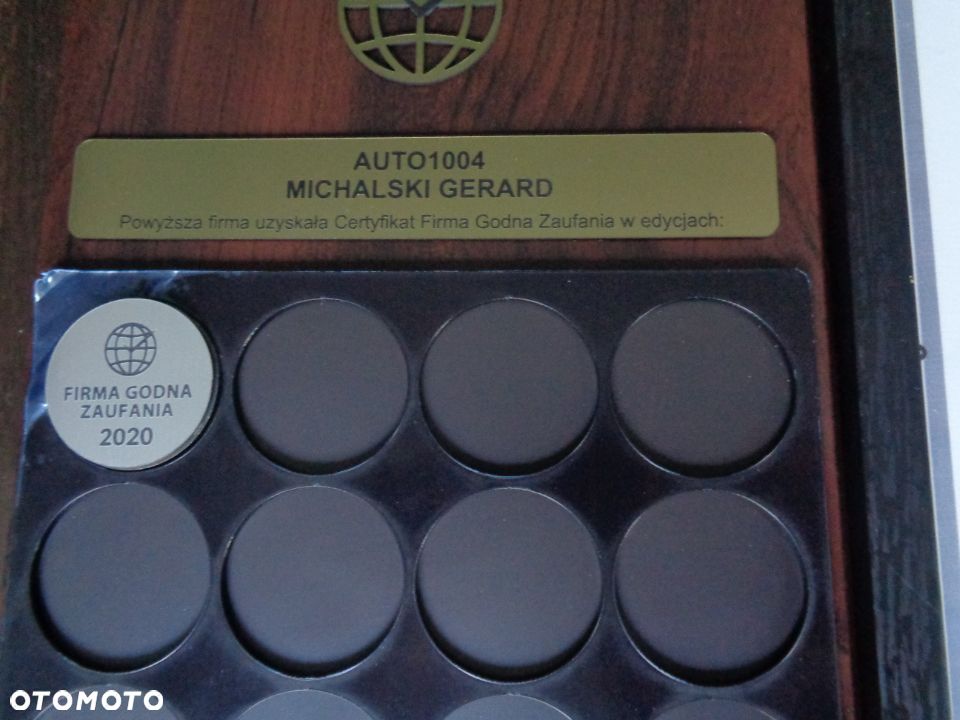 AUTO1004
MICHALSKI GERARD
Powyższa firma uzyskała Certyfikat Firma Godna Zaufania w edycjach:
FIRMA GODNA
ZAUFANIA
2020
OTOMOTO